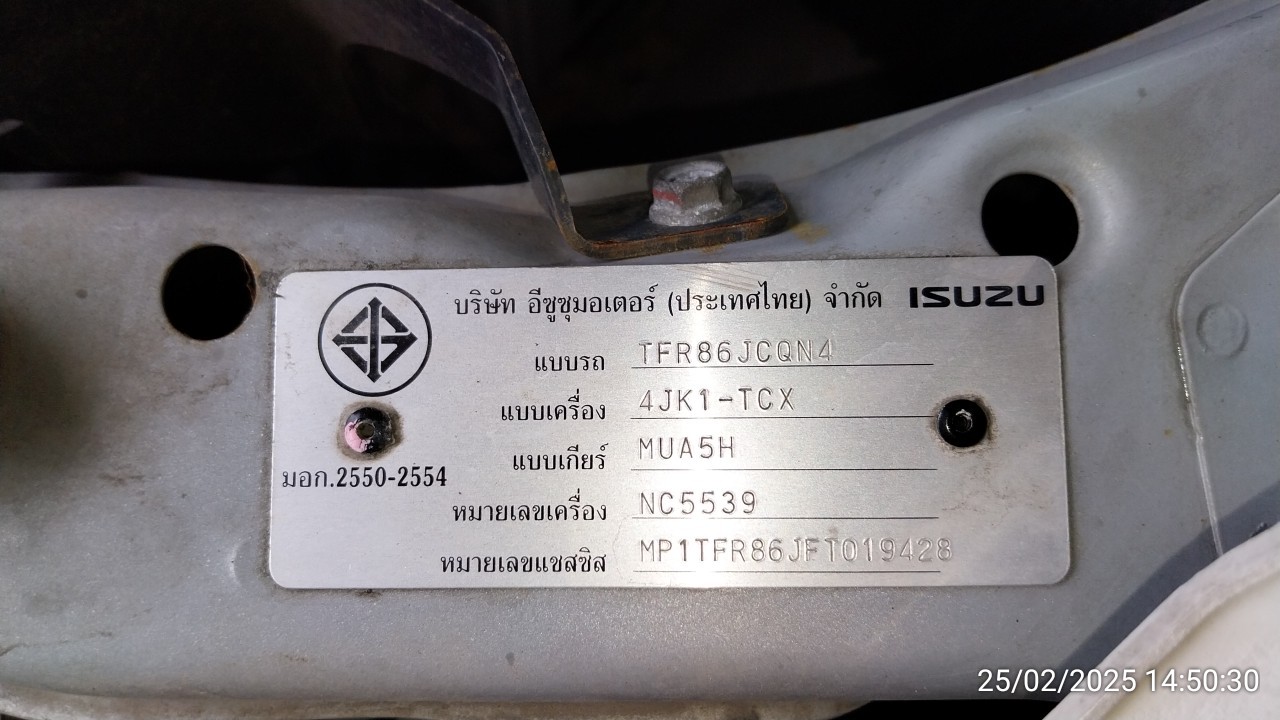 บริษัท อีซูซุมอเตอร์ (ประเทศไทย) จำกัด ISUZU
แบบรถ TFR86JCQN4
แบบเครื่อง 4JK1-TCX
แบบเกียร์ MUA5H
มอก.2550-2554
หมายเลขเครื่อง NC5539
หมายเลขแชสซิส MP1TFR86JFT019428
25/02/2025 14:50:30